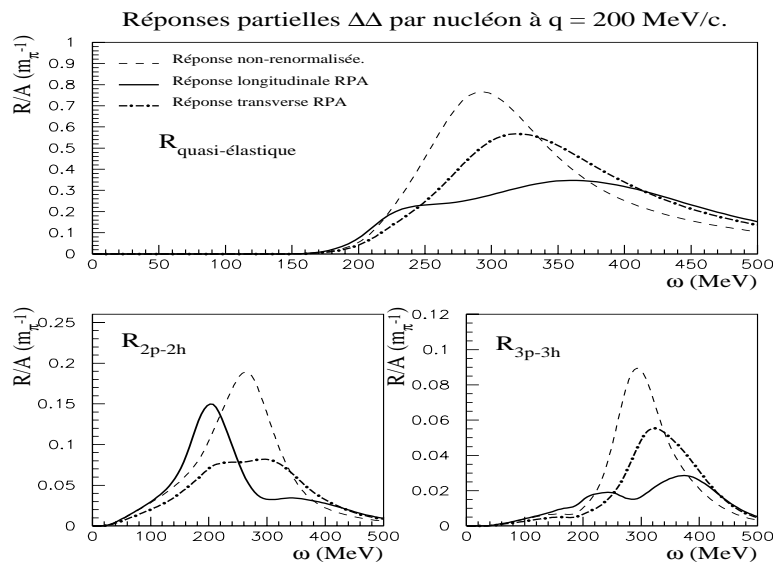 Réponses partielles ΔΔ par nucléon à q = 200 MeV/c.
R/A (m_π^-1)
1
0.9
0.8
0.7
0.6
0.5
0.4
0.3
0.2
0.1
0
Réponse non-renormalisée.
Réponse longitudinale RPA
Réponse transverse RPA
R_quasi-élastique
0 50 100 150 200 250 300 350 400 450 500
ω (MeV)
R/A (m_π^-1)
0.25
0.2
0.15
0.1
0.05
0
R_2p-2h
0 100 200 300 400 500
ω (MeV)
R/A (m_π^-1)
0.12
0.1
0.08
0.06
0.04
0.02
0
R_3p-3h
0 100 200 300 400 500
ω (MeV)